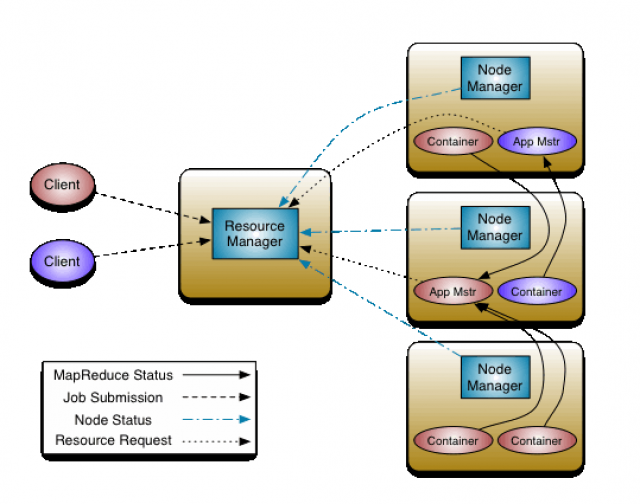 Node
Manager
Container
App Mstr
Client
Resource
Manager
Client
Node
Manager
App Mstr
Container
Node
Manager
Container
Container
MapReduce Status
Job Submission
Node Status
Resource Request